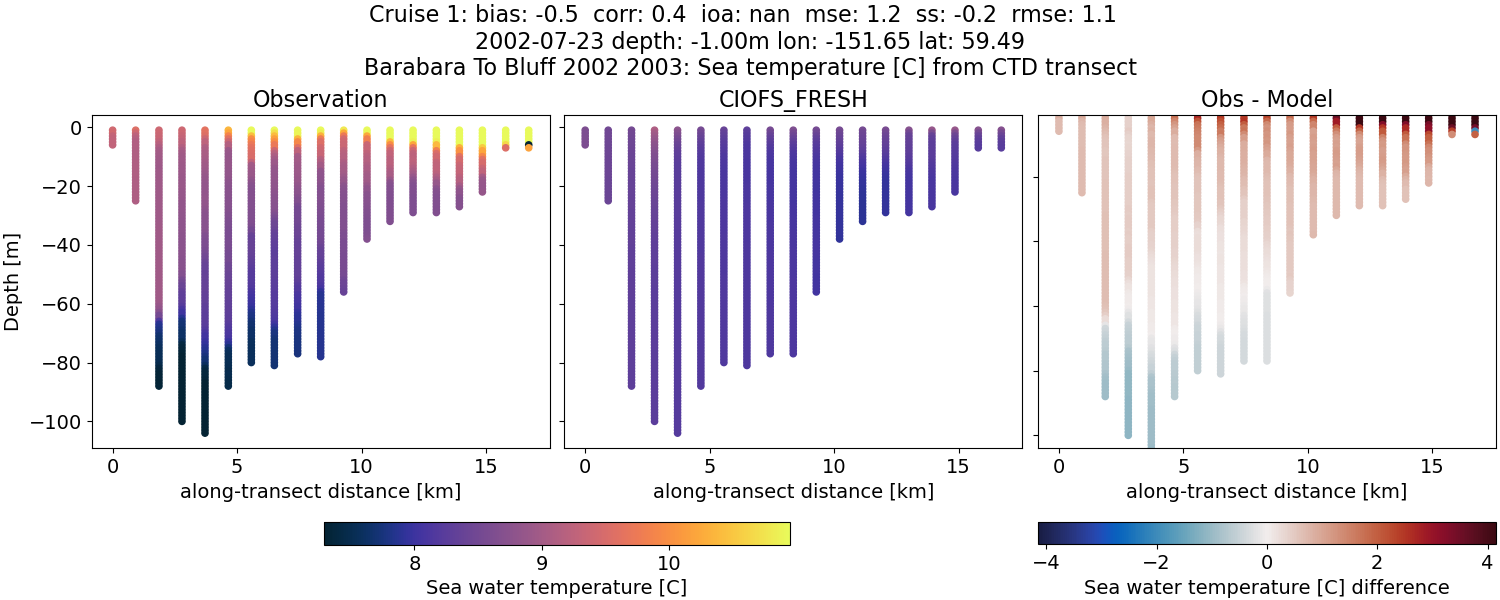 Cruise 1: bias: -0.5  corr: 0.4  ioa: nan  mse: 1.2  ss: -0.2  rmse: 1.1
2002-07-23 depth: -1.00m lon: -151.65 lat: 59.49
Barabara To Bluff 2002 2003: Sea temperature [C] from CTD transect
Observation
CIOFS_FRESH
Obs - Model
Depth [m]
0
−20
−40
−60
−80
−100
0 5 10 15
0 5 10 15
0 5 10 15
along-transect distance [km]
along-transect distance [km]
along-transect distance [km]
8 9 10
Sea water temperature [C]
−4 −2 0 2 4
Sea water temperature [C] difference